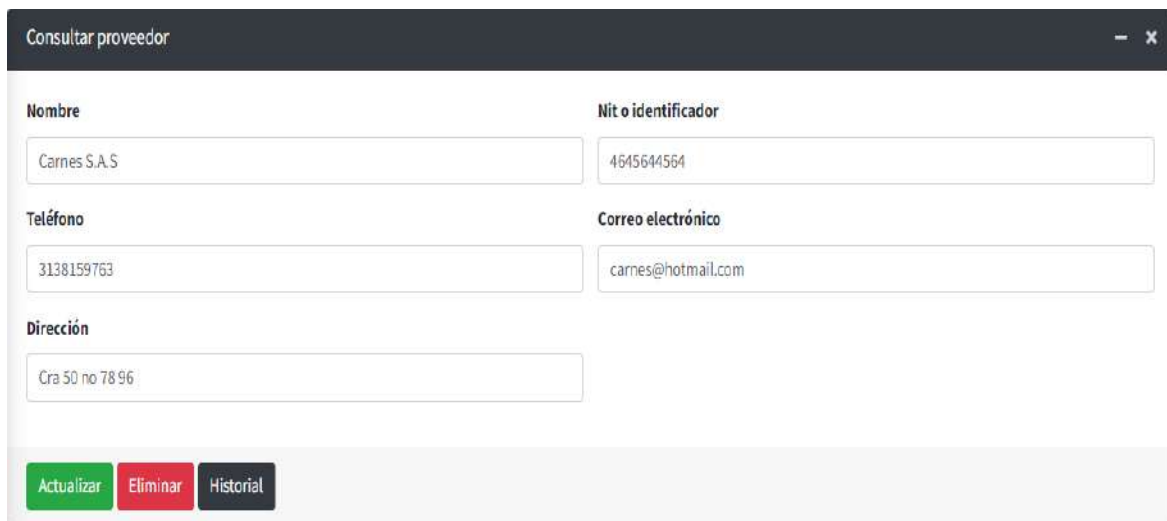 Consultar proveedor
Nombre
Nit o identificador
Carnes S.A.S
4645644564
Teléfono
Correo electrónico
3138159763
carnes@hotmail.com
Dirección
Cra 50 no 78 96
Actualizar
Eliminar
Historial